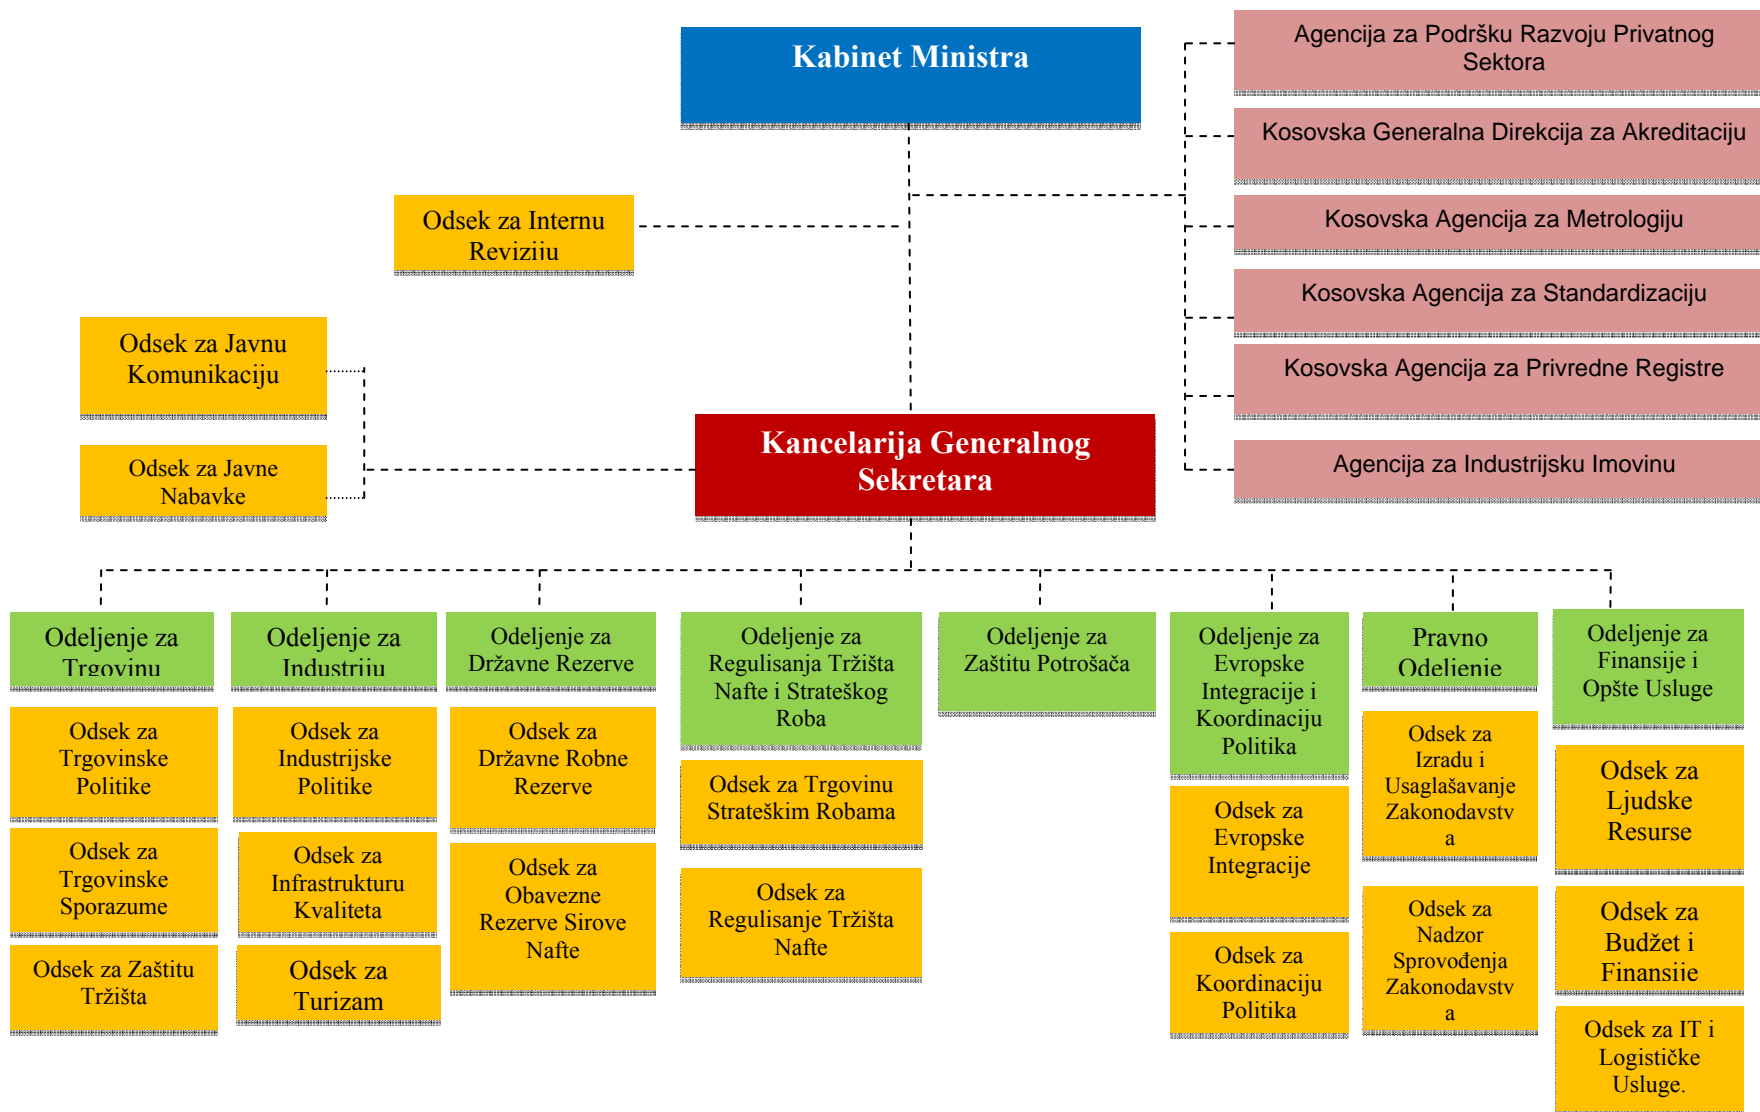 Kabinet Ministra
Agencija za Podršku Razvoju Privatnog
Sektora
Kosovska Generalna Direkcija za Akreditaciju
Kosovska Agencija za Metrologiju
Kosovska Agencija za Standardizaciju
Kosovska Agencija za Privredne Registre
Agencija za Industrijsku Imovinu
Odsek za Internu
Reviziju
Odsek za Javnu
Komunikaciju
Odsek za Javne
Nabavke
Kancelarija Generalnog
Sekretara
Odeljenje za
Trgovinu
Odsek za
Trgovinske
Politike
Odsek za
Trgovinske
Sporazume
Odsek za Zaštitu
Tržišta
Odeljenje za
Industriju
Odsek za
Industrijske
Politike
Odsek za
Infrastrukturu
Kvaliteta
Odsek za
Turizam
Odeljenje za
Državne Rezerve
Odsek za
Državne Robne
Rezerve
Odsek za
Obavezne
Rezerve Sirove
Nafte
Odeljenje za
Regulisanja Tržišta
Nafte i Strateškog
Roba
Odsek za Trgovinu
Strateškim Robama
Odsek za
Regulisanje Tržišta
Nafte
Odeljenje za
Zaštitu Potrošača
Odeljenje za
Evropske
Integracije i
Koordinaciju
Politika
Odsek za
Evropske
Integracije
Odsek za
Koordinaciju
Politika
Pravno
Odeljenje
Odsek za
Izradu i
Usaglašavanje
Zakonodavstv
a
Odsek za
Nadzor
Sprovođenja
Zakonodavstv
a
Odeljenje za
Finansije i
Opšte Usluge
Odsek za
Ljudske
Resurse
Odsek za
Budžet i
Finansije
Odsek za IT i
Logističke
Usluge.